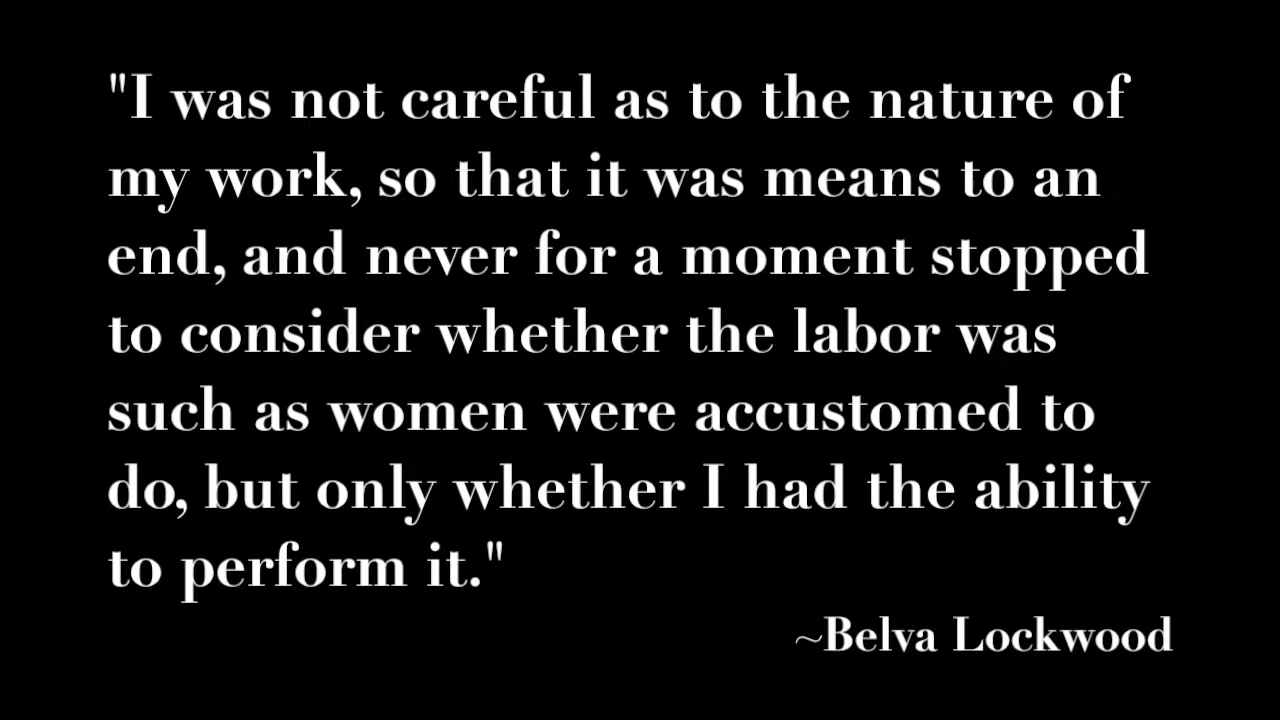 "I was not careful as to the nature of
my work, so that it was means to an
end, and never for a moment stopped
to consider whether the labor was
such as women were accustomed to
do, but only whether I had the ability
to perform it."
~Belva Lockwood